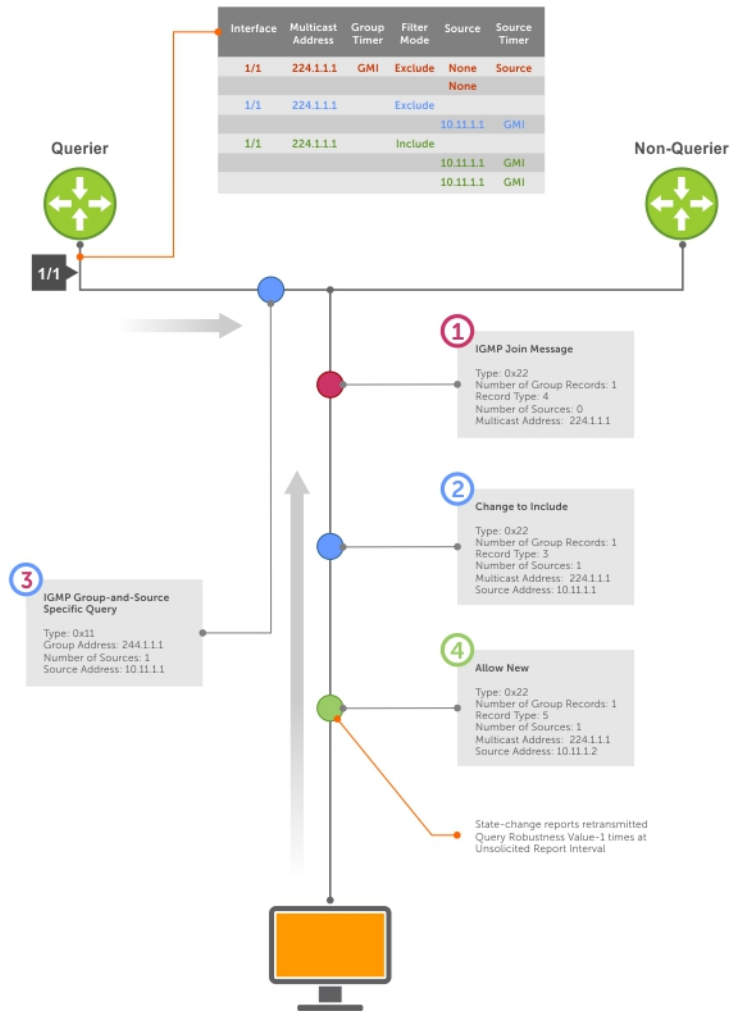 Interface Multicast Address Group Timer Filter Mode Source Source Timer
1/1 224.1.1.1 GMI Exclude None Source
None
1/1 224.1.1.1 Exclude
10.11.1.1 GMI
1/1 224.1.1.1 Include
10.11.1.1 GMI
10.11.1.1 GMI
Querier
Non-Querier
1/1
1
IGMP Join Message
Type: 0x22
Number of Group Records: 1
Record Type: 4
Number of Sources: 0
Multicast Address: 224.1.1.1
2
Change to Include
Type: 0x22
Number of Group Records: 1
Record Type: 3
Number of Sources: 1
Multicast Address: 224.1.1.1
Source Address: 10.11.1.1
3
IGMP Group-and-Source
Specific Query
Type: 0x11
Group Address: 244.1.1.1
Number of Sources: 1
Source Address: 10.11.1.1
4
Allow New
Type: 0x22
Number of Group Records: 1
Record Type: 5
Number of Sources: 1
Multicast Address: 224.1.1.1
Source Address: 10.11.1.2
State-change reports retransmitted
Query Robustness Value-1 times at
Unsolicited Report Interval